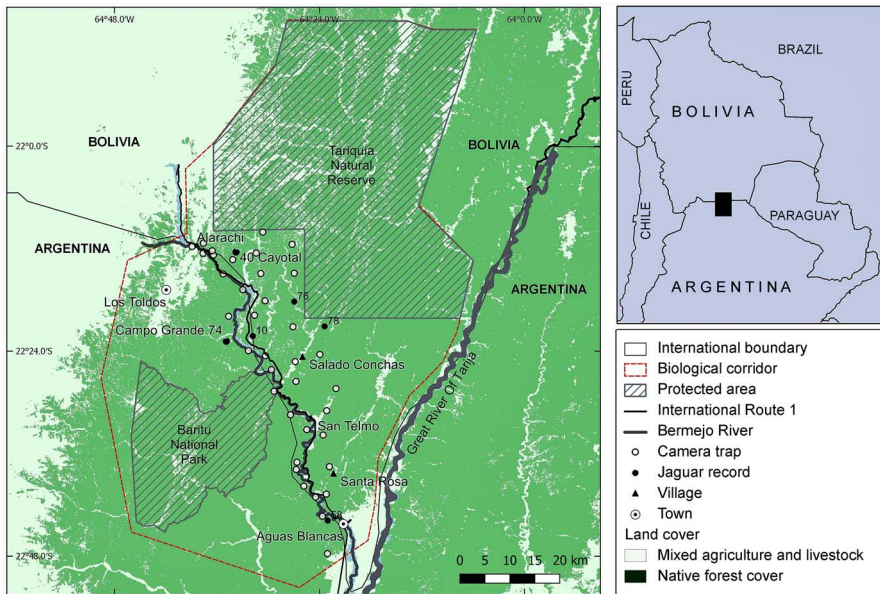 64°48.0'W
64°24.0'W
64°0.0'W
22°0.0'S
22°24.0'S
22°48.0'S
BOLIVIA
BOLIVIA
Tariquia
Natural
Reserve
ARGENTINA
ARGENTINA
Alarachi
40 Cayotal
Los Toldos
76
78
Campo Grande 74
10
Salado Conchas
Great River Of Tarija
Baritu
National
Park
San Telmo
Santa Rosa
68
Aguas Blancas
0 5 10 15 20 km
PERU
BRAZIL
BOLIVIA
CHILE
PARAGUAY
ARGENTINA
International boundary
Biological corridor
Protected area
International Route 1
Bermejo River
Camera trap
Jaguar record
Village
Town
Land cover
Mixed agriculture and livestock
Native forest cover